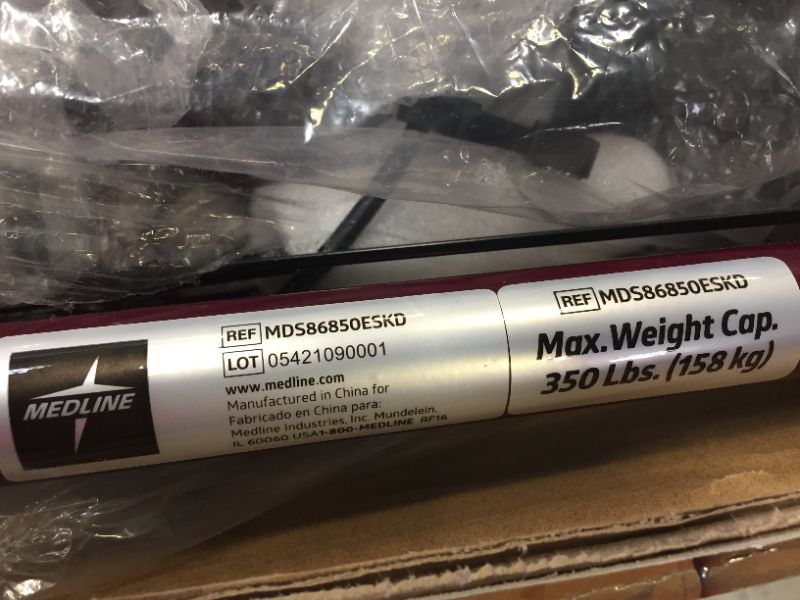 MEDLINE
REF MDS86850ESKD
LOT 05421090001
www.medline.com
Manufactured in China for
Fabricado en China para:
Medline Industries, Inc. Mundelein,
IL 60060 USA1-800-MEDLINE RF16
REF MDS86850ESKD
Max.Weight Cap.
350 Lbs. (158 kg)